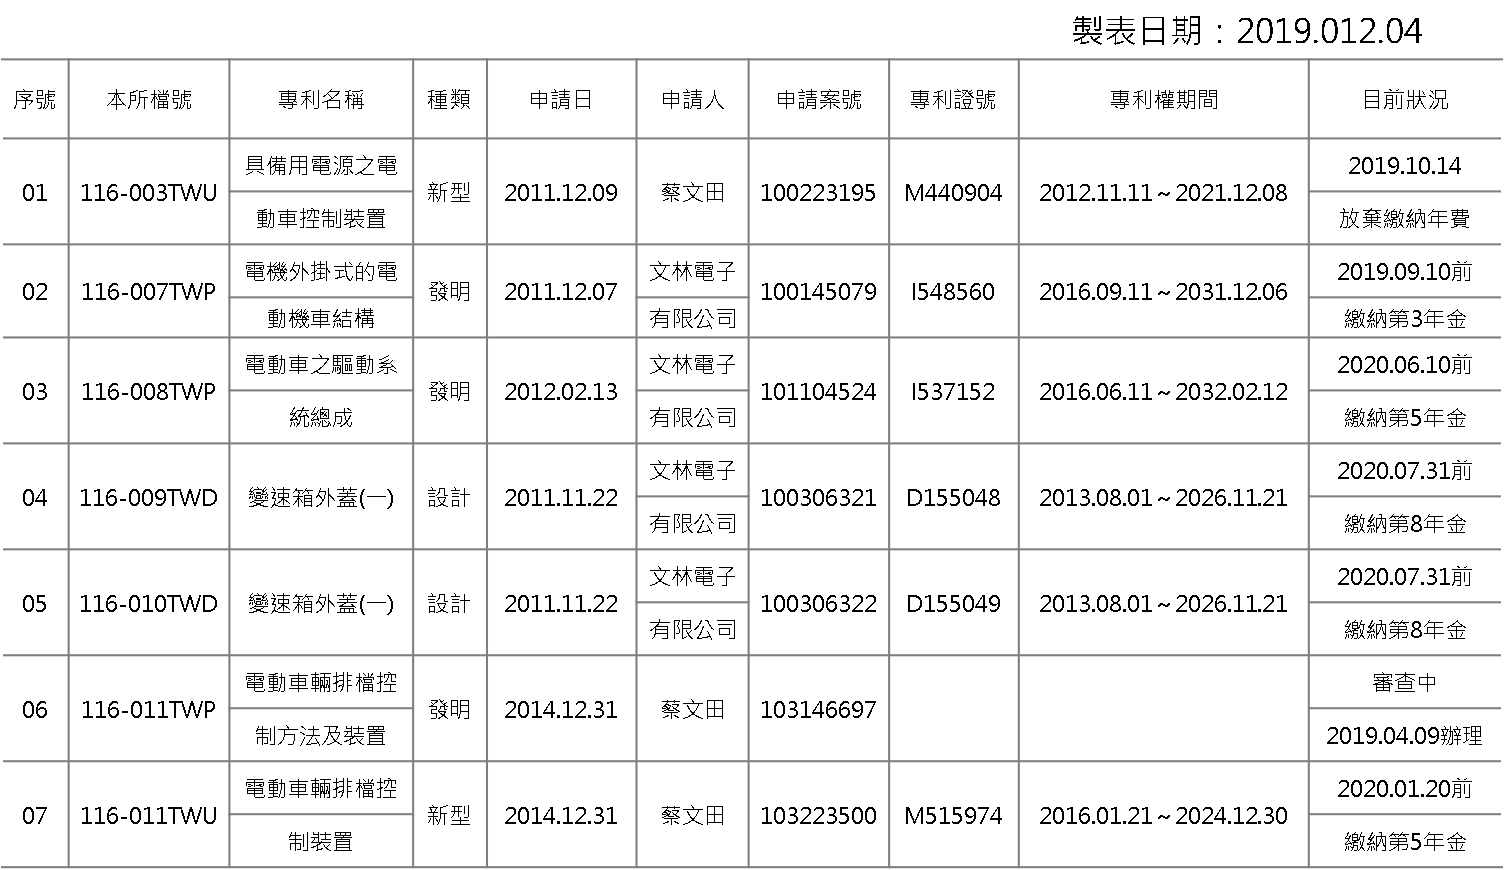 製表日期：2019.012.04
序號 本所檔號 專利名稱 種類 申請日 申請人 申請案號 專利證號 專利權期間 目前狀況
01 116-003TWU 具備用電源之電 新型 2011.12.09 蔡文田 100223195 M440904 2012.11.11～2021.12.08 2019.10.14
動車控制裝置 放棄繳納年費
02 116-007TWP 電機外掛式的電 發明 2011.12.07 文林電子 100145079 I548560 2016.09.11～2031.12.06 2019.09.10前
動機車結構 有限公司 繳納第3年金
03 116-008TWP 電動車之驅動系 發明 2012.02.13 文林電子 101104524 I537152 2016.06.11～2032.02.12 2020.06.10前
統總成 有限公司 繳納第5年金
04 116-009TWD 變速箱外蓋(一) 設計 2011.11.22 文林電子 100306321 D155048 2013.08.01～2026.11.21 2020.07.31前
有限公司 繳納第8年金
05 116-010TWD 變速箱外蓋(一) 設計 2011.11.22 文林電子 100306322 D155049 2013.08.01～2026.11.21 2020.07.31前
有限公司 繳納第8年金
06 116-011TWP 電動車輛排檔控 發明 2014.12.31 蔡文田 103146697 審查中
制方法及裝置 2019.04.09辦理
07 116-011TWU 電動車輛排檔控 新型 2014.12.31 蔡文田 103223500 M515974 2016.01.21～2024.12.30 2020.01.20前
制裝置 繳納第5年金